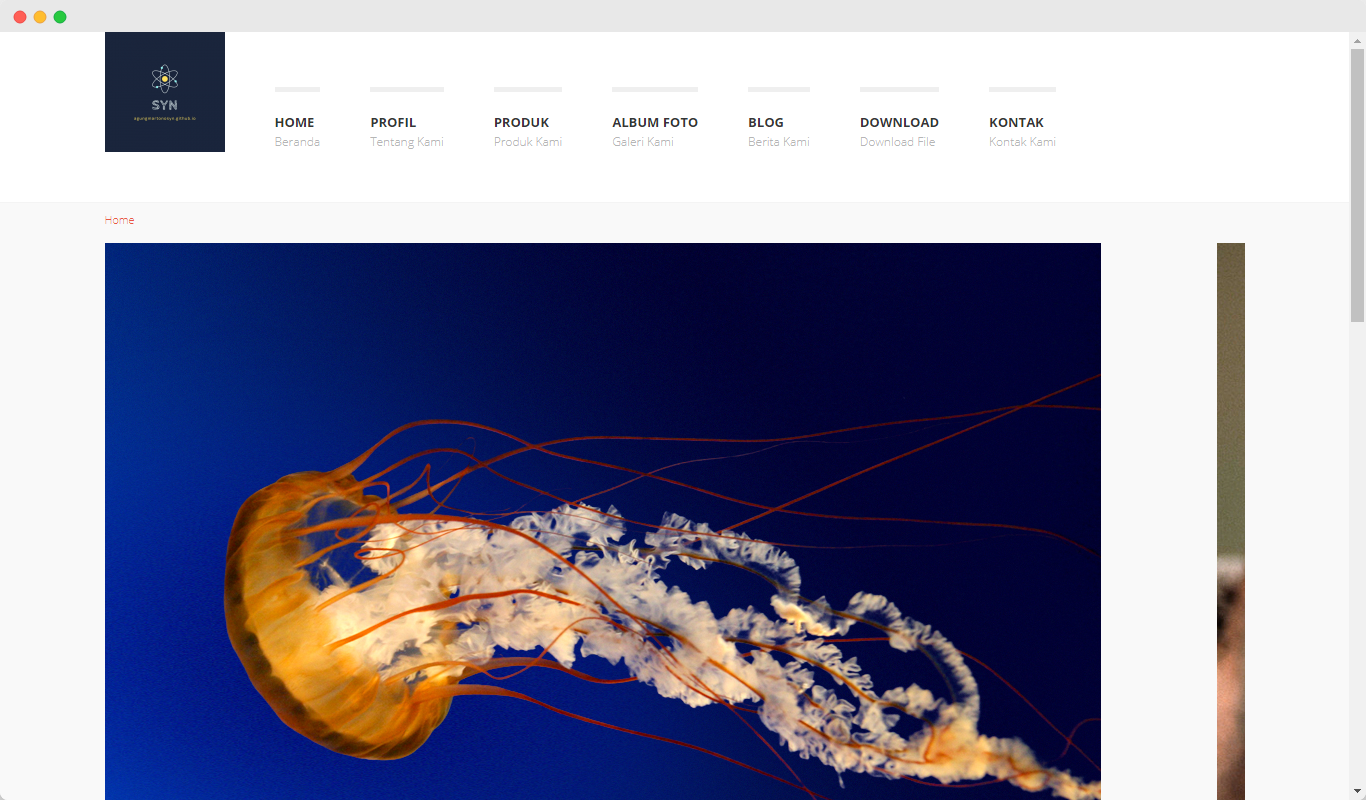 SYN
agungmartonosyn.github.io
HOME
Beranda
PROFIL
Tentang Kami
PRODUK
Produk Kami
ALBUM FOTO
Galeri Kami
BLOG
Berita Kami
DOWNLOAD
Download File
KONTAK
Kontak Kami
Home